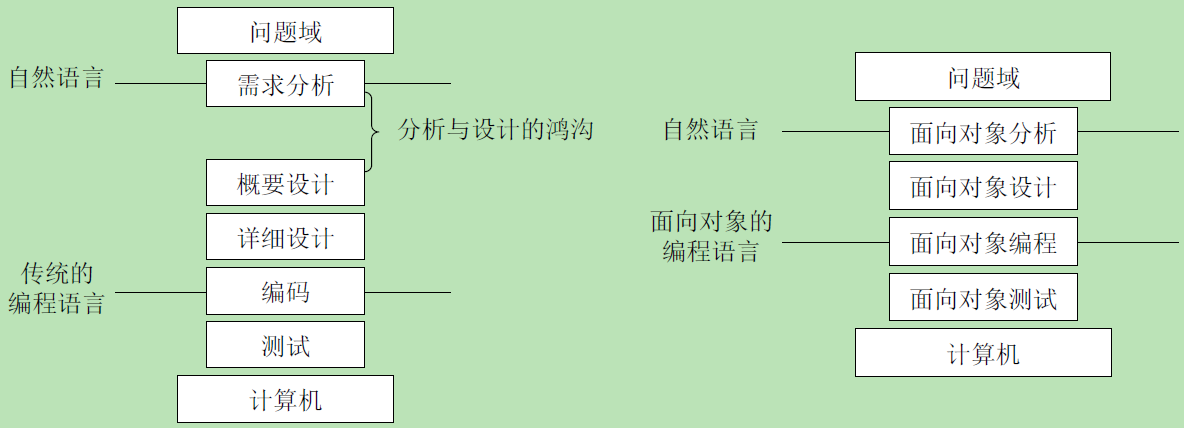 问题域
自然语言
需求分析
分析与设计的鸿沟
概要设计
详细设计
传统的
编程语言
编码
测试
计算机
问题域
自然语言
面向对象分析
面向对象设计
面向对象的
编程语言
面向对象编程
面向对象测试
计算机